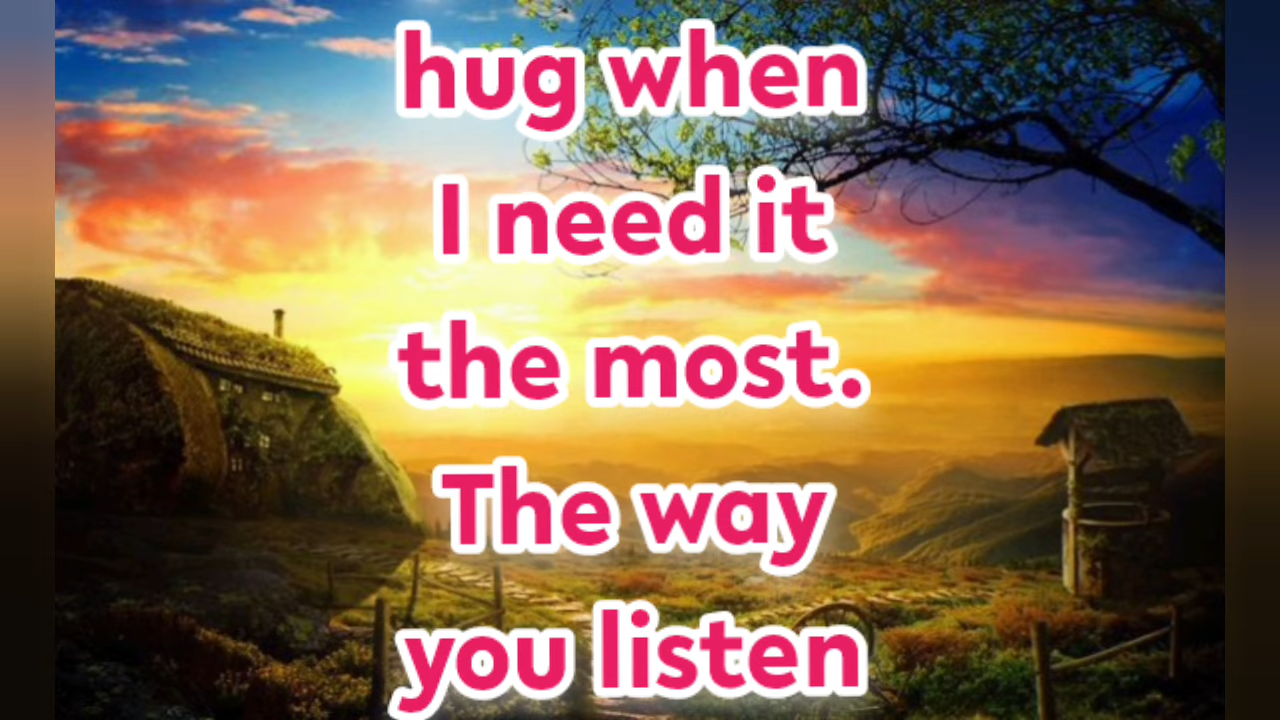 hug when
I need it
the most.
The way
you listen